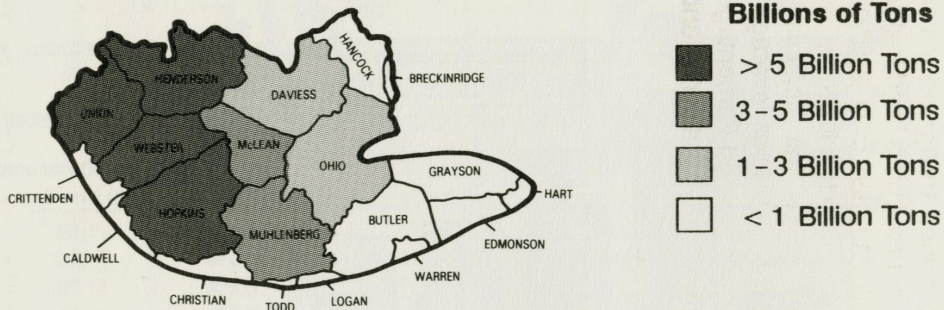 Billions of Tons
> 5 Billion Tons
3-5 Billion Tons
1-3 Billion Tons
< 1 Billion Tons
HANCOCK
BRECKINRIDGE
HENDERSON
DAVIESS
UNION
WEBSTER
McLEAN
OHIO
GRAYSON
HART
CRITTENDEN
HOPKINS
MUHLENBERG
BUTLER
EDMONSON
CALDWELL
WARREN
CHRISTIAN
TODD
LOGAN